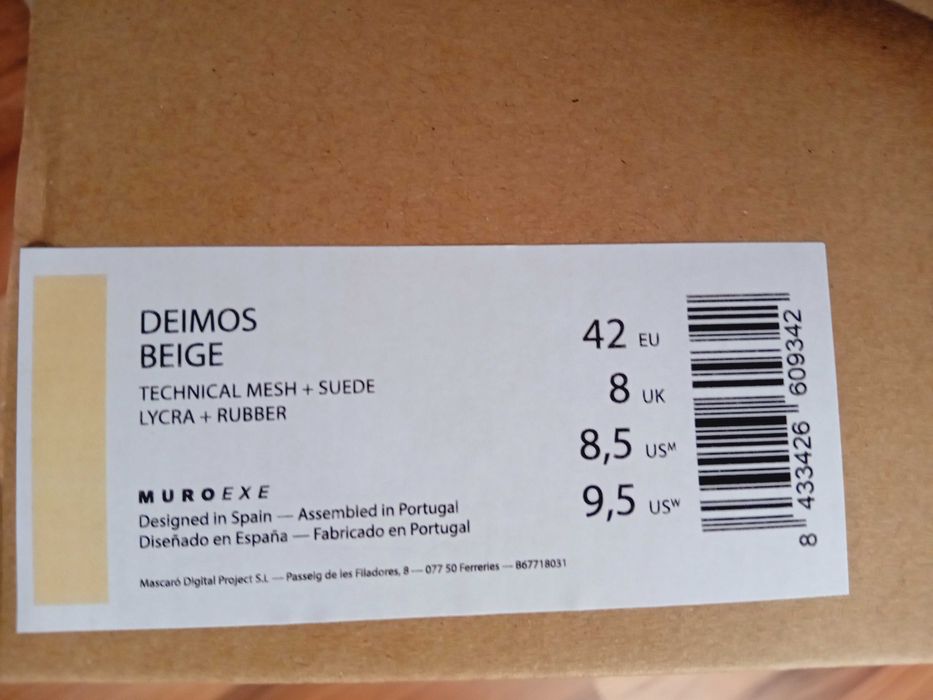 DEIMOS
BEIGE
TECHNICAL MESH + SUEDE
LYCRA + RUBBER
MUROEXE
Designed in Spain — Assembled in Portugal
Diseñado en España — Fabricado en Portugal
Mascaró Digital Project S.L — Passeig de les Filadores, 8 — 077 50 Ferreries — B67718031
42 EU
8 UK
8,5 USM
9,5 USW
8 433426 609342